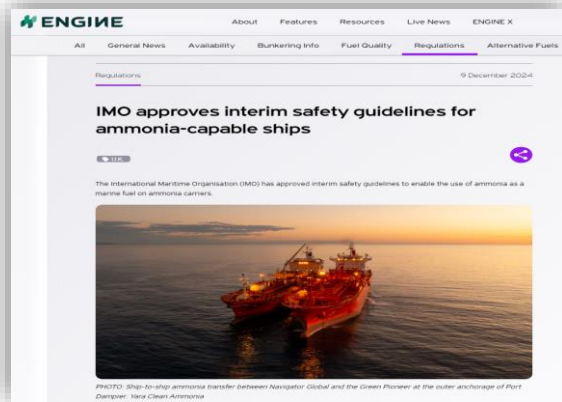 ENGINE
About Features Resources Live News ENGINE X
All General News Availability Bunkering Info Fuel Quality Regulations Alternative Fuels
Regulations 9 December 2024
IMO approves interim safety guidelines for
ammonia-capable ships
U.K.
The International Maritime Organisation (IMO) has approved interim safety guidelines to enable the use of ammonia as a
marine fuel on ammonia carriers.
PHOTO: Ship-to-ship ammonia transfer between Navigator Global and the Green Pioneer at the outer anchorage of Port
Dampier. Yara Clean Ammonia